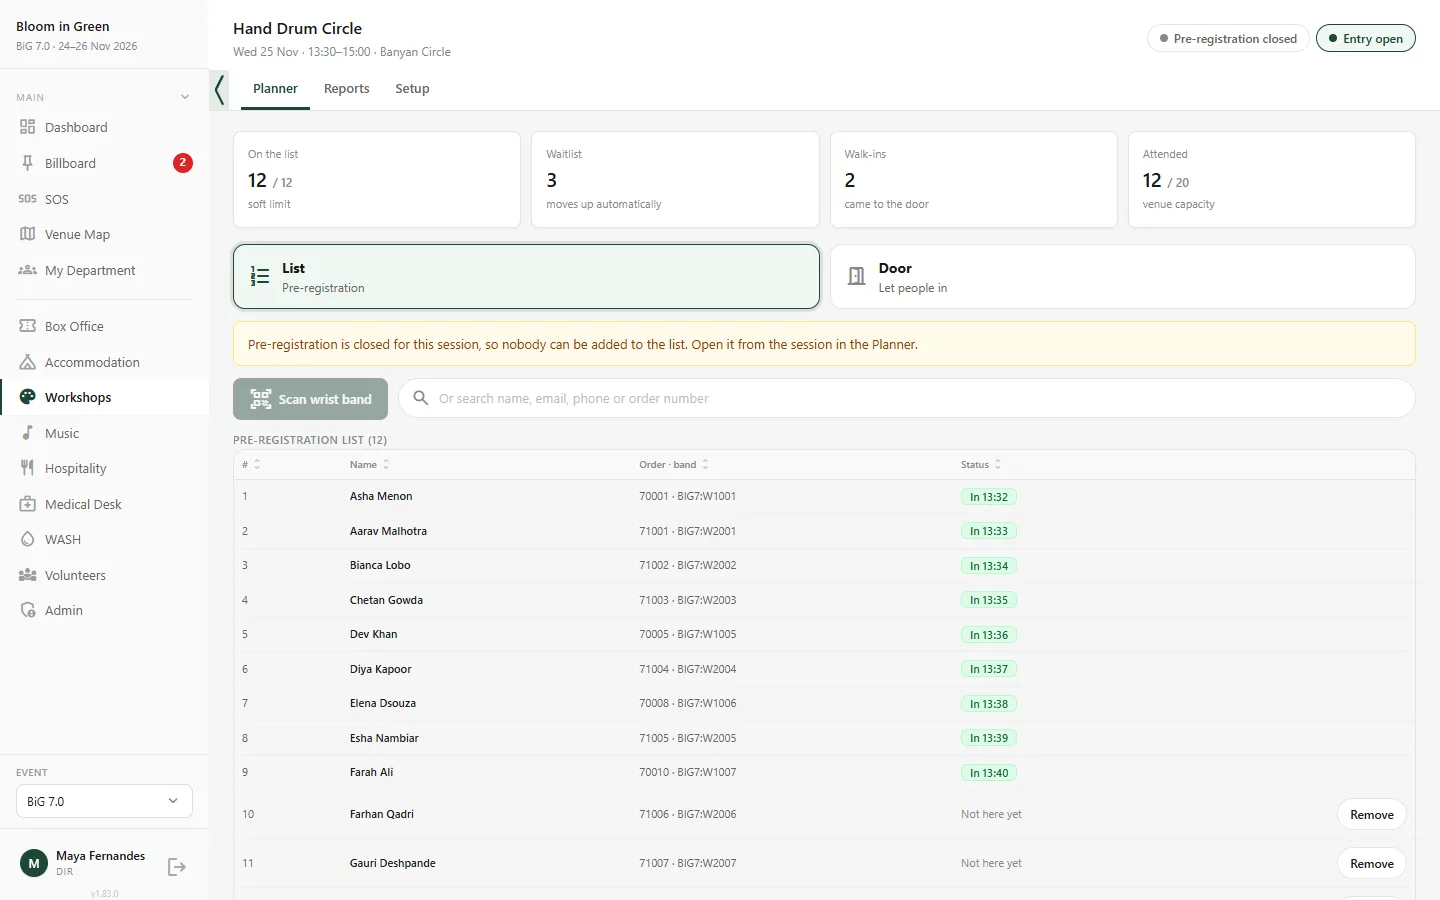 Bloom in Green
BiG 7.0 · 24–26 Nov 2026
MAIN
Dashboard
Billboard
2
SOS
SOS
Venue Map
My Department
Box Office
Accommodation
Workshops
Music
Hospitality
Medical Desk
WASH
Volunteers
Admin
EVENT
BiG 7.0
M
Maya Fernandes
DIR
v1.83.0
Hand Drum Circle
Wed 25 Nov · 13:30–15:00 · Banyan Circle
Pre-registration closed
Entry open
Planner
Reports
Setup
On the list
12 / 12
soft limit
Waitlist
3
moves up automatically
Walk-ins
2
came to the door
Attended
12 / 20
venue capacity
List
Pre-registration
Door
Let people in
Pre-registration is closed for this session, so nobody can be added to the list. Open it from the session in the Planner.
Scan wrist band
Or search name, email, phone or order number
PRE-REGISTRATION LIST (12)
# Name Order · band Status
1 Asha Menon 70001 · BIG7:W1001 In 13:32
2 Aarav Malhotra 71001 · BIG7:W2001 In 13:33
3 Bianca Lobo 71002 · BIG7:W2002 In 13:34
4 Chetan Gowda 71003 · BIG7:W2003 In 13:35
5 Dev Khan 70005 · BIG7:W1005 In 13:36
6 Diya Kapoor 71004 · BIG7:W2004 In 13:37
7 Elena Dsouza 70008 · BIG7:W1006 In 13:38
8 Esha Nambiar 71005 · BIG7:W2005 In 13:39
9 Farah Ali 70010 · BIG7:W1007 In 13:40
10 Farhan Qadri 71006 · BIG7:W2006 Not here yet Remove
11 Gauri Deshpande 71007 · BIG7:W2007 Not here yet Remove